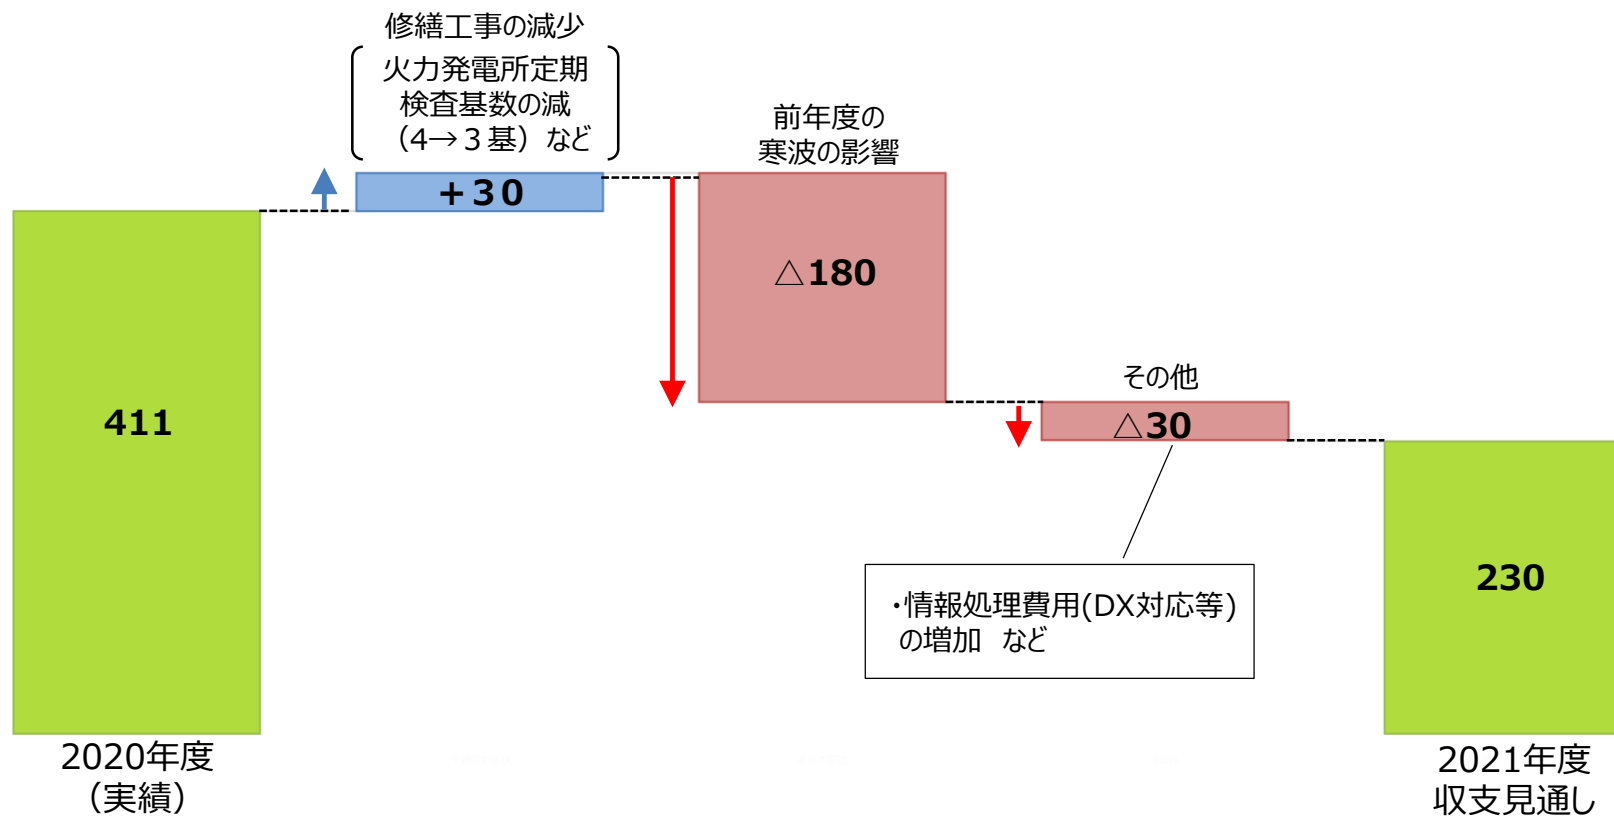 修繕工事の減少
火力発電所定期
検査基数の減
（4→３基）など
＋３０
前年度の
寒波の影響
△180
その他
△30
411
・情報処理費用(DX対応等)
の増加　など
230
2020年度
（実績）
2021年度
収支見通し